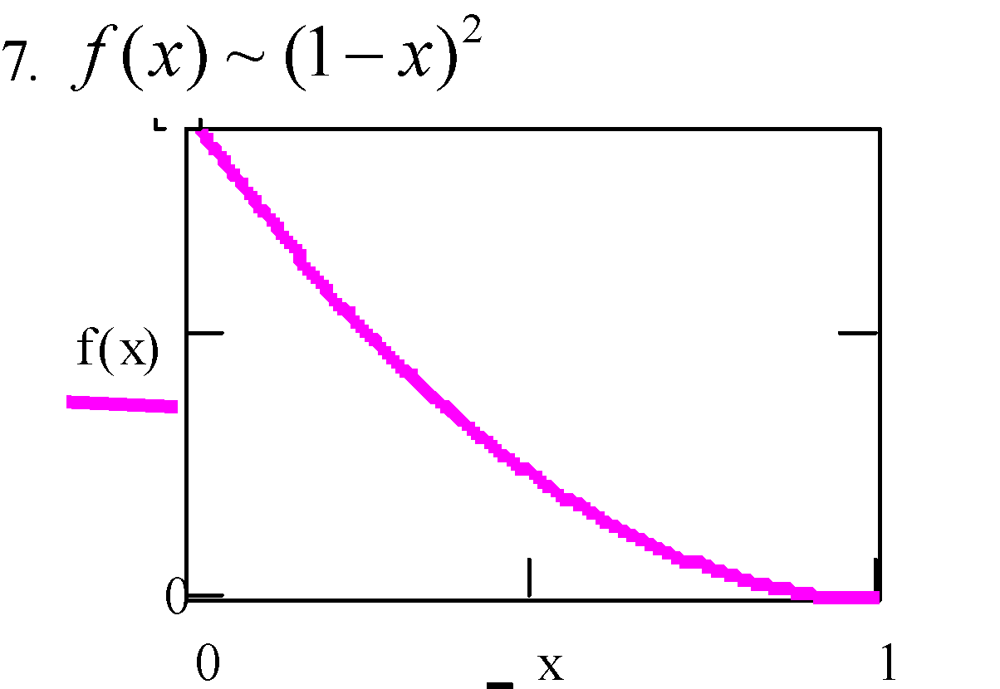 7. f(x) ~ (1 − x)²
f(x)
0
0 x 1